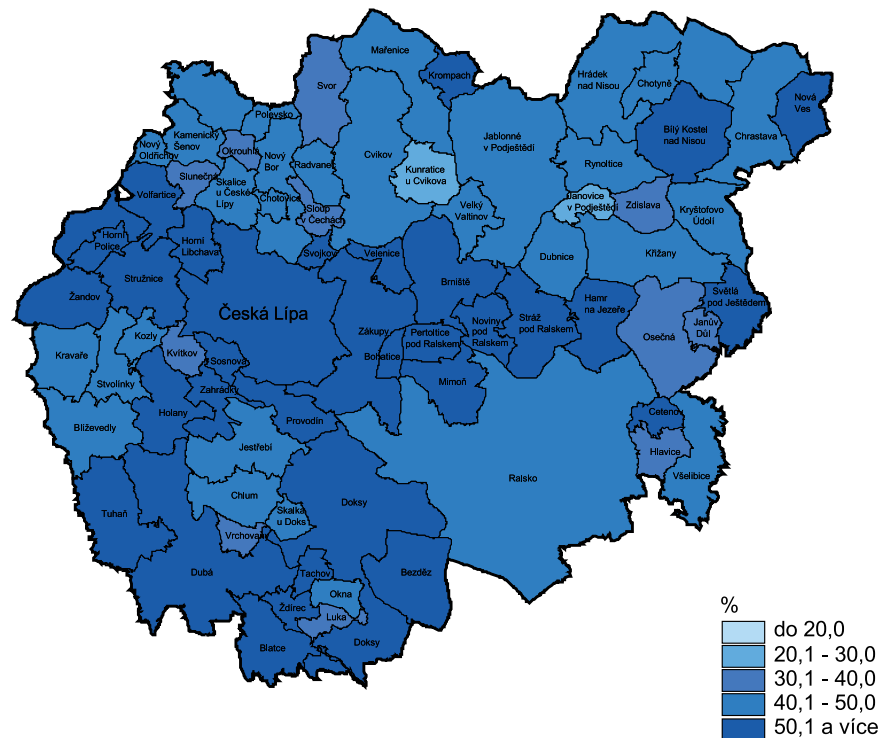 Mařenice
Krompach
Svor
Hrádek
nad Nisou
Chotyně
Nová
Ves
Polevsko
Kamenický
Šenov
Nový
Oldřichov
Okrouhlá
Nový
Bor
Radvanec
Cvikov
Jablonné
v Podještědí
Bílý Kostel
nad Nisou
Chrastava
Kunratice
u Cvikova
Rynoltice
Slunečná
Skalice
u České
Lípy
Chotovice
Sloup
v Čechách
Volfartice
Velký
Valtinov
Janovice
v Podještědí
Zdislava
Kryštofovo
Údolí
Horní
Police
Horní
Libchava
Svojkov
Velenice
Dubnice
Křižany
Stružnice
Brniště
Žandov
Česká Lípa
Hamr
na Jezeře
Světlá
pod Ještědem
Noviny
pod
Ralskem
Stráž
pod Ralskem
Osečná
Janův
Důl
Zákupy
Pertoltice
pod Ralskem
Bohatice
Kozly
Kravaře
Kvítkov
Sosnová
Stvolínky
Zahrádky
Mimoň
Holany
Provodín
Blíževedly
Cetenov
Jestřebí
Hlavice
Všelibice
Ralsko
Chlum
Doksy
Skalka
u Doks
Tuhaň
Vrchovany
Dubá
Tachov
Bezděz
Okna
Ždírec
Luka
Blatce
Doksy
%
do 20,0
20,1 - 30,0
30,1 - 40,0
40,1 - 50,0
50,1 a více